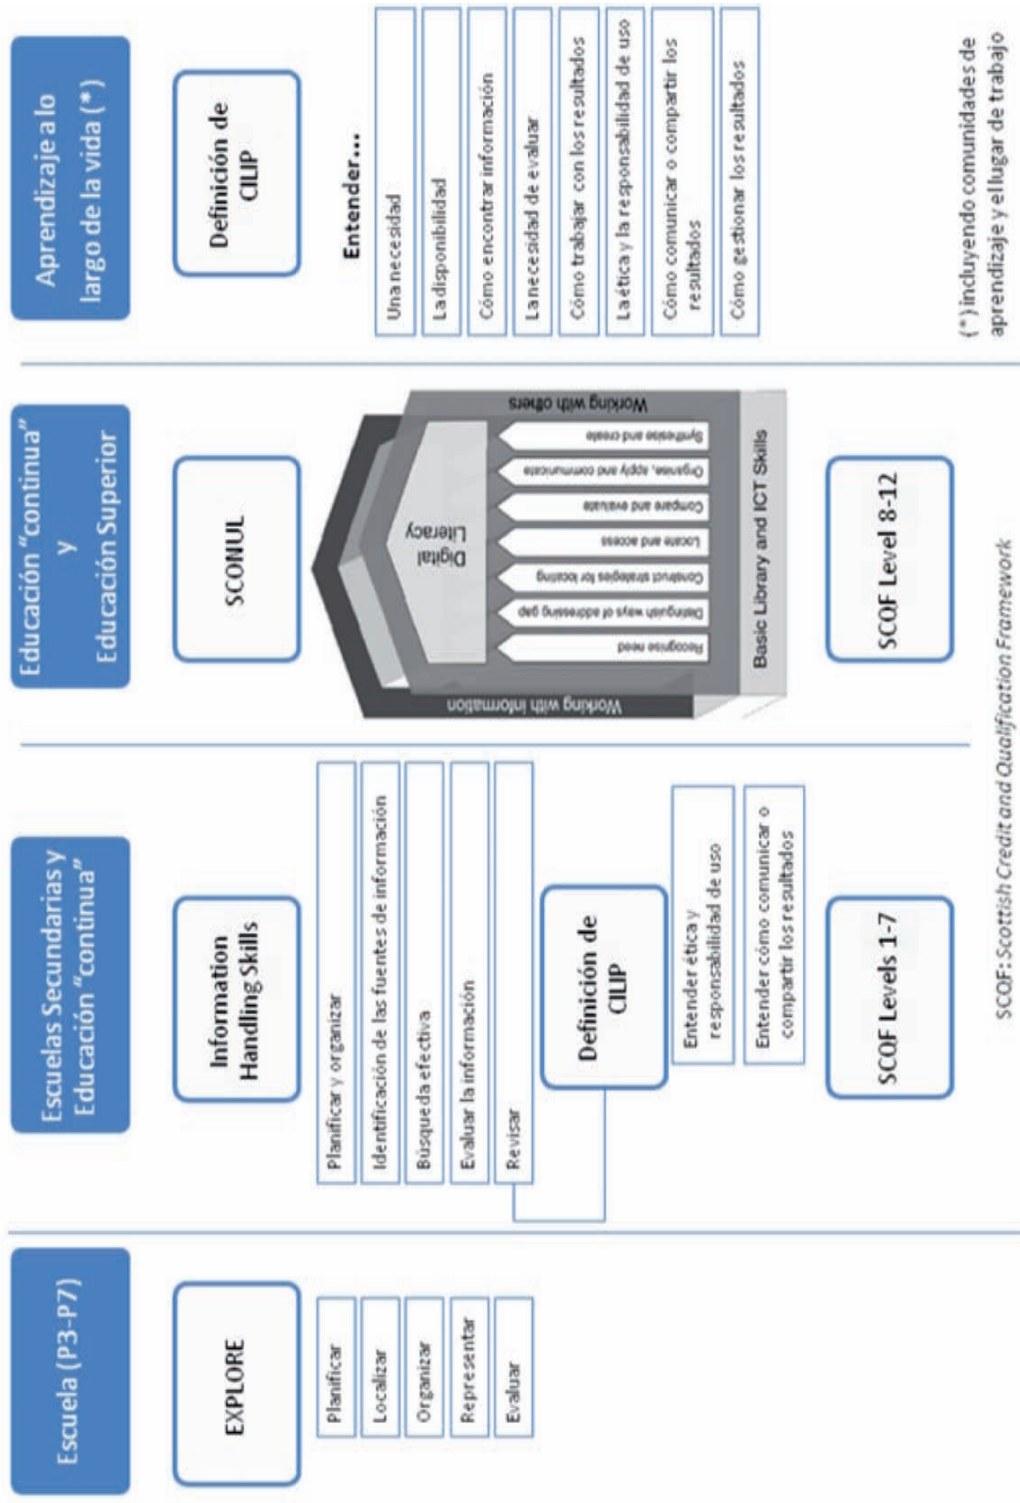 Escuela (P3-P7)
EXPLORE
Planificar
Localizar
Organizar
Representar
Evaluar
Escuelas Secundarias y
Educación "continua"
Information
Handling Skills
Planificar y organizar
Identificación de las fuentes de información
Búsqueda efectiva
Evaluar la información
Revisar
Definición de
CILIP
Entender ética y
responsabilidad de uso
Entender cómo comunicar o
compartir los resultados
SCQF Levels 1-7
Educación "continua"
y
Educación Superior
SCONUL
Working with information
Digital
Literacy
Recognise need
Distinguish ways of addressing gap
Construct strategies for locating
Locate and access
Compare and evaluate
Organise, apply and communicate
Synthesise and create
Working with others
Basic Library and ICT Skills
SCQF Level 8-12
Aprendizaje a lo
largo de la vida (*)
Definición de
CILIP
Entender...
Una necesidad
La disponibilidad
Cómo encontrar información
La necesidad de evaluar
Cómo trabajar con los resultados
La ética y la responsabilidad de uso
Cómo comunicar o compartir los
resultados
Cómo gestionar los resultados
(*) incluyendo comunidades de
aprendizaje y el lugar de trabajo
SCQF: Scottish Credit and Qualification Framework